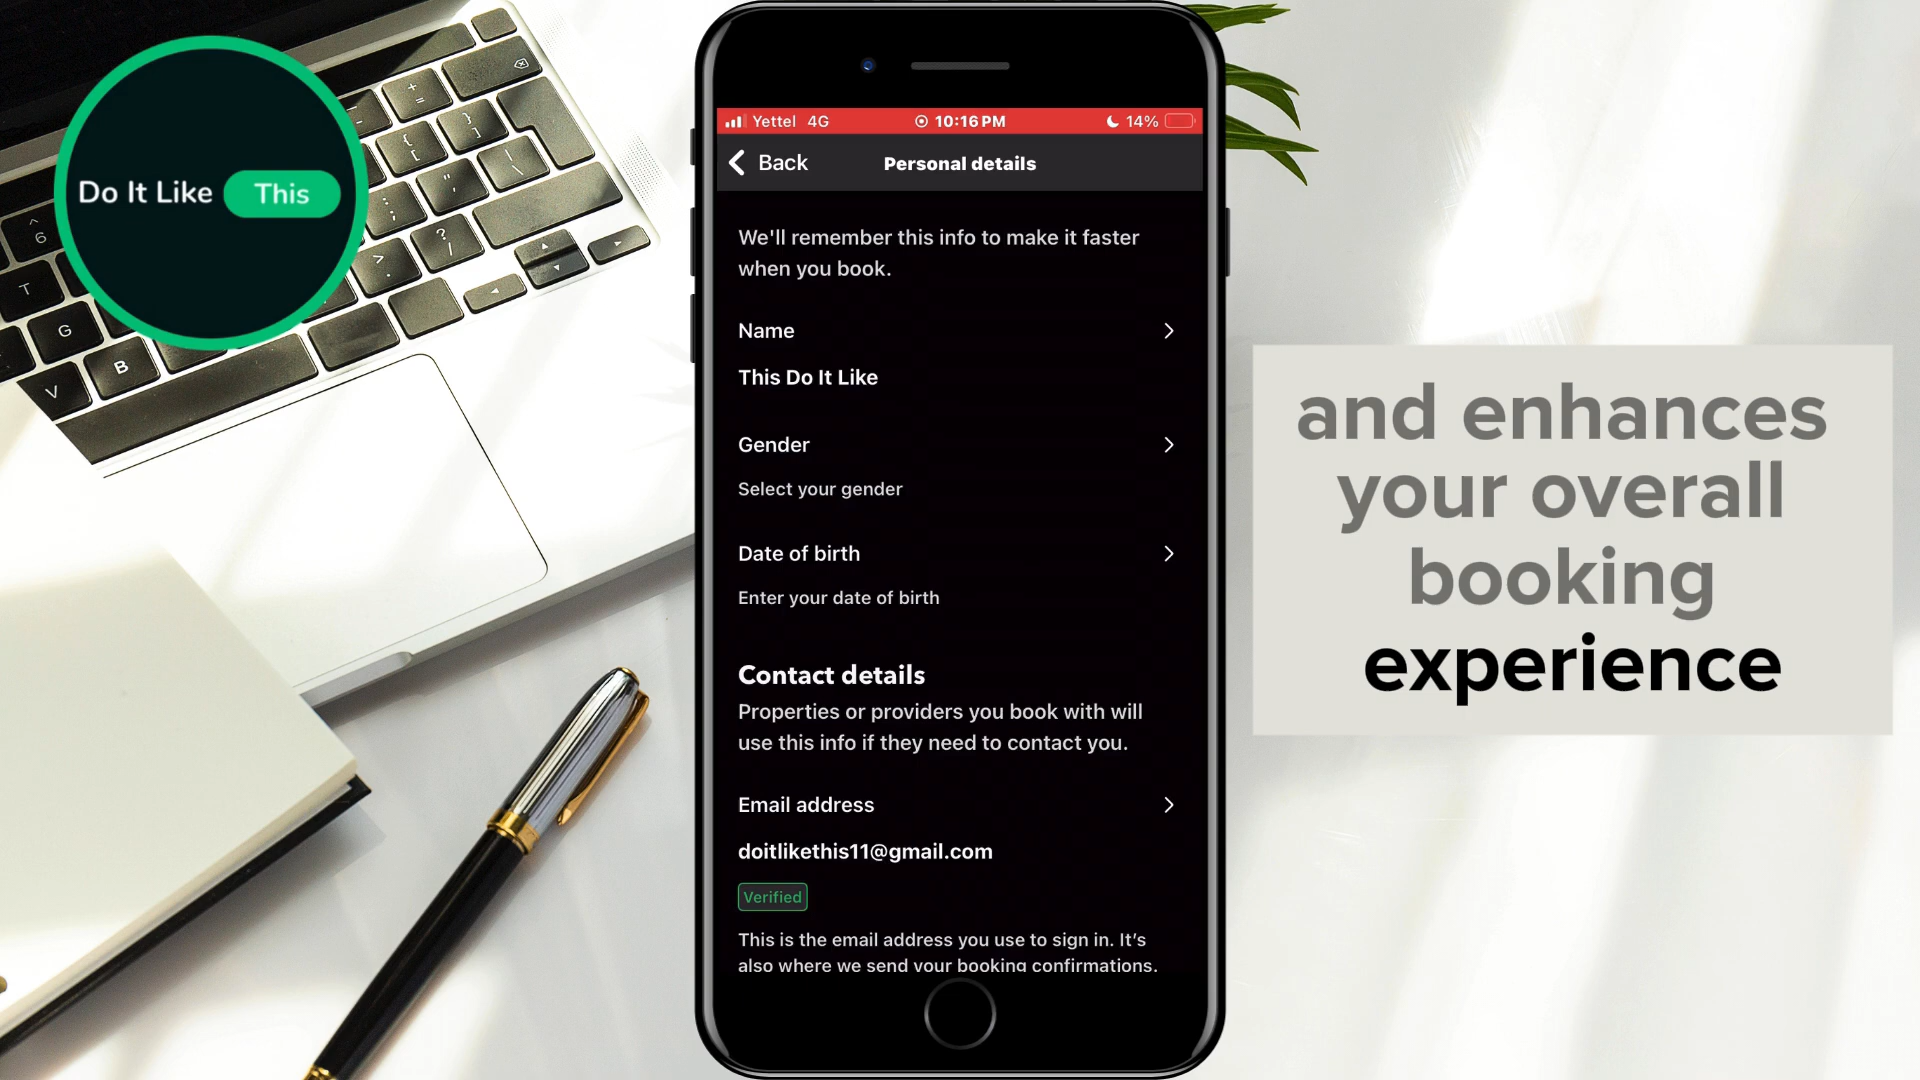 Do It Like This
Yettel 4G 10:16 PM 14%
Back Personal details
We'll remember this info to make it faster
when you book.
Name
This Do It Like
Gender
Select your gender
Date of birth
Enter your date of birth
Contact details
Properties or providers you book with will
use this info if they need to contact you.
Email address
doitlikethis11@gmail.com
Verified
This is the email address you use to sign in. It's
also where we send your booking confirmations.
and enhances
your overall
booking
experience
6
T
G
V
B